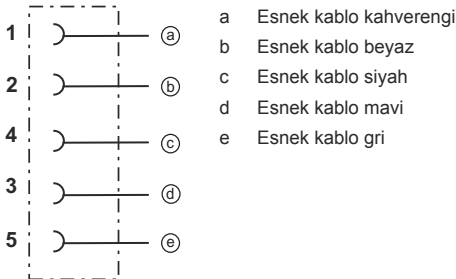 1 a a Esnek kablo kahverengi
2 b b Esnek kablo beyaz
4 c c Esnek kablo siyah
3 d d Esnek kablo mavi
5 e e Esnek kablo gri